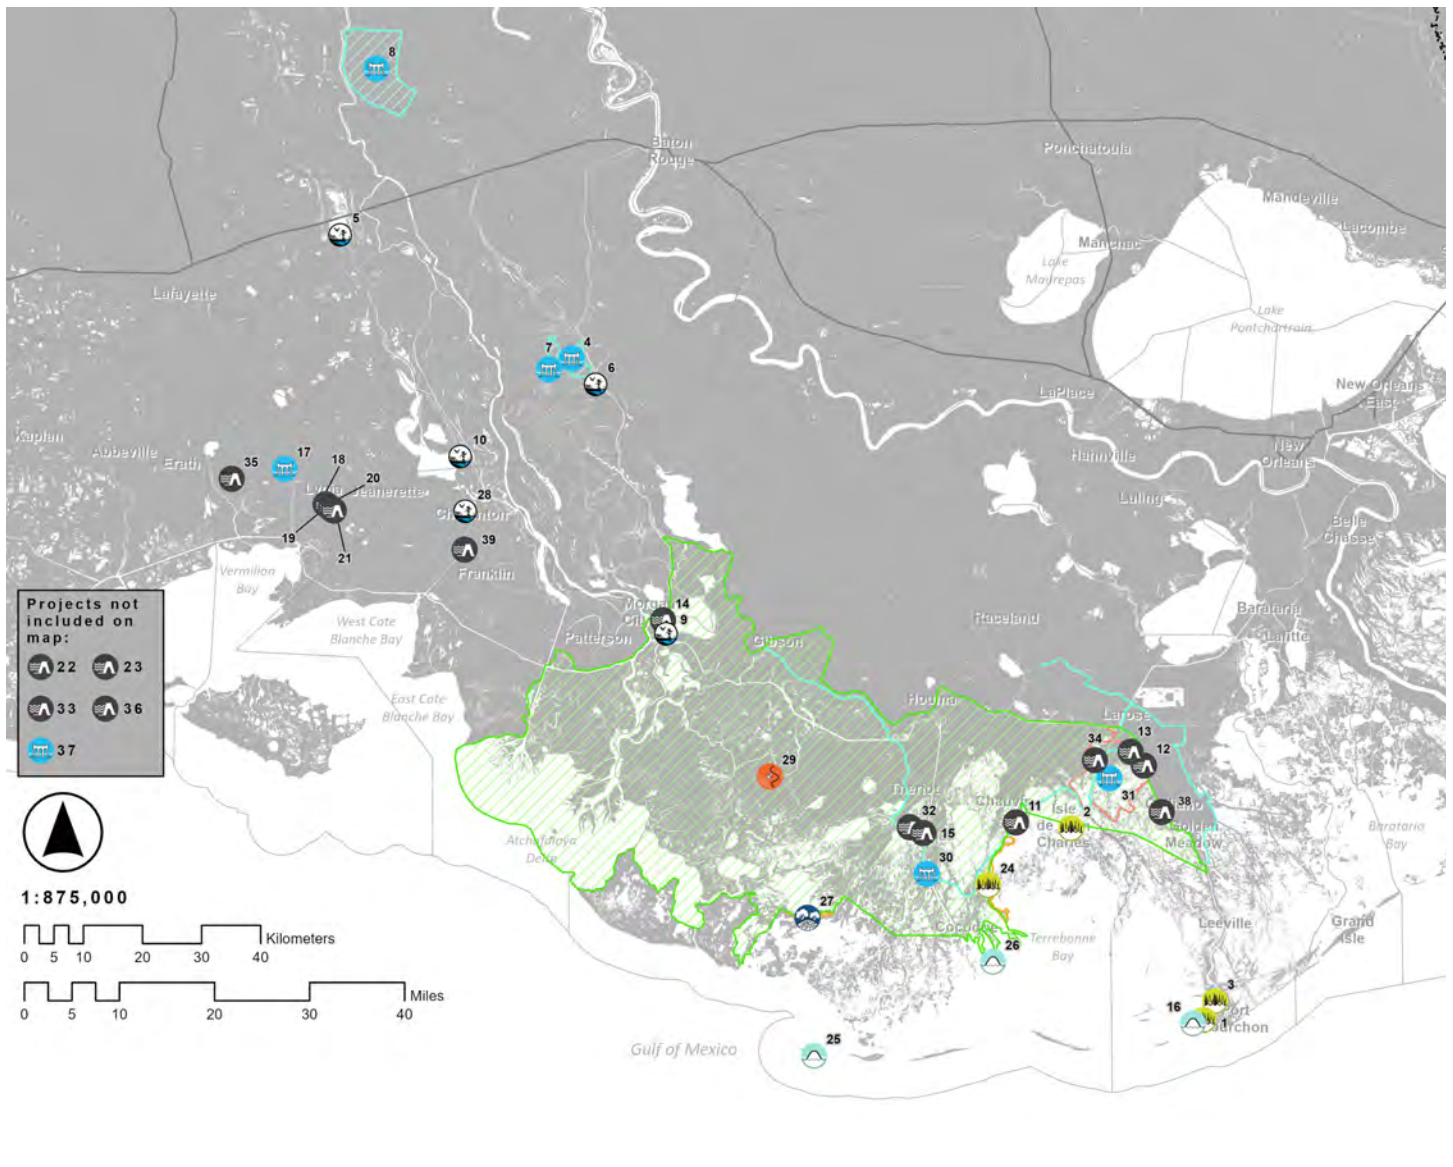 8
Baton
Rouge
Ponchatoula
Mandeville
5
Lacombe
Manchac
Lake
Maurepas
Lafayette
Lake
Pontchartrain
7
4
6
New Orleans
East
LaPlace
Kaplan
Abbeville
Erath
35
17
18
20
10
New
Orleans
Hahnville
Luling
Jeanerette
28
19
21
39
Franklin
Belle
Chasse
Vermilion
Bay
Projects not
included on
map:
22
23
33
36
37
West Cote
Blanche Bay
14
9
Patterson
Gibson
Raceland
Barataria
Lafitte
East Cote
Blanche Bay
Houma
Larose
29
34
13
12
31
Theriot
32
15
11
Isle
de
Charles
2
38
Golden
Meadow
Barataria
Bay
1:875,000
Atchafalaya
Delta
30
24
27
Cocodrie
26
Terrebonne
Bay
Leeville
Grand
Isle
Kilometers
0 5 10 20 30 40
Miles
0 5 10 20 30 40
3
16
1
Gulf of Mexico
25